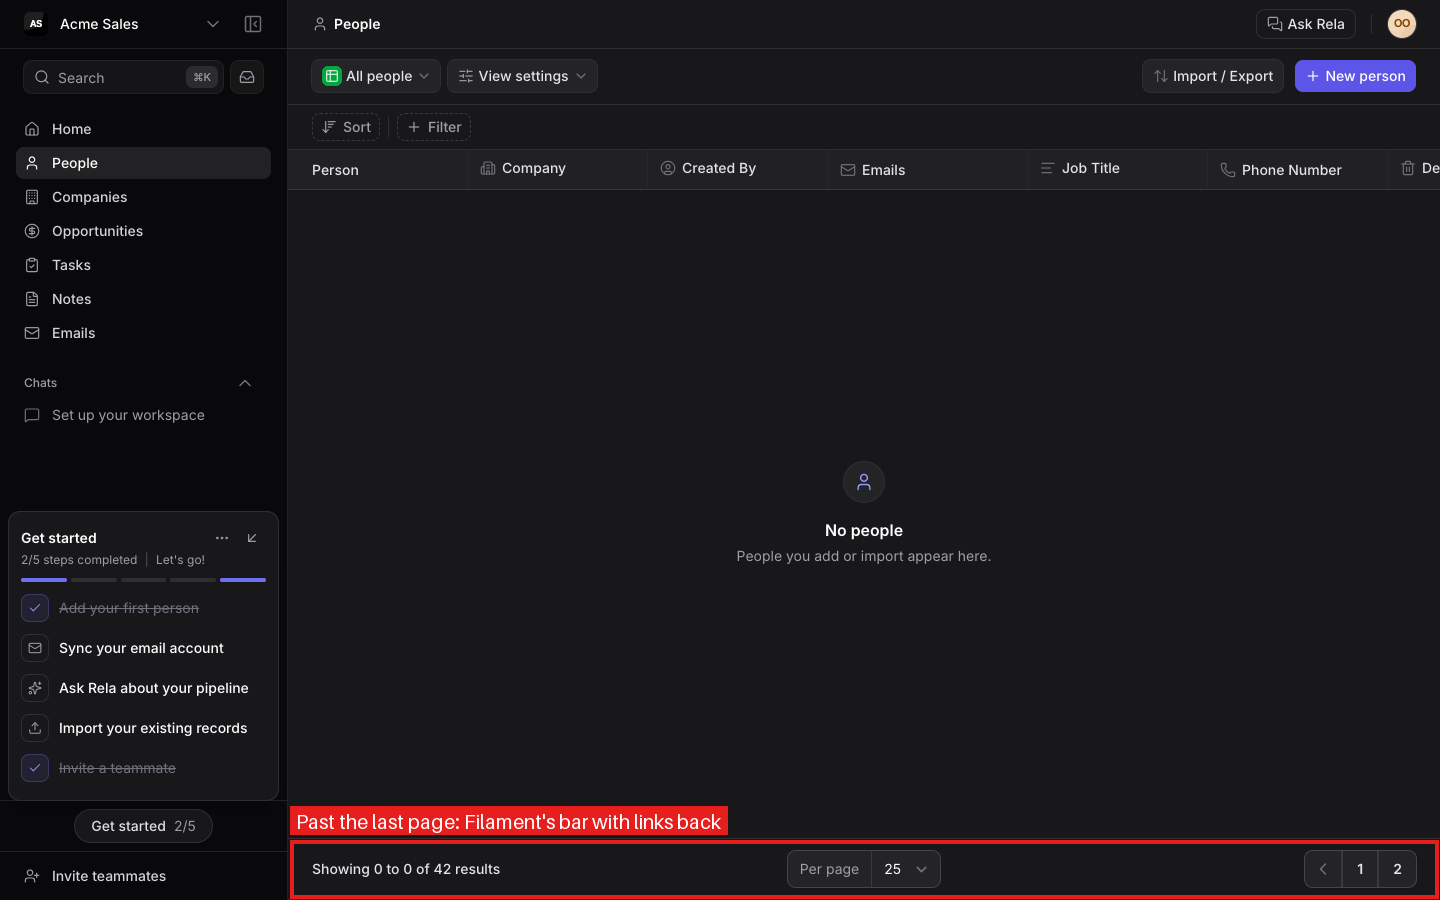 AS Acme Sales
People
Ask Rela
OO
Search ⌘K
All people
View settings
Import / Export
New person
Sort
Filter
Home
People
Companies
Opportunities
Tasks
Notes
Emails
Chats
Set up your workspace
Person
Company
Created By
Emails
Job Title
Phone Number
De
No people
People you add or import appear here.
Get started
2/5 steps completed | Let's go!
Add your first person
Sync your email account
Ask Rela about your pipeline
Import your existing records
Invite a teammate
Get started 2/5
Invite teammates
Past the last page: Filament's bar with links back
Showing 0 to 0 of 42 results
Per page 25
1 2